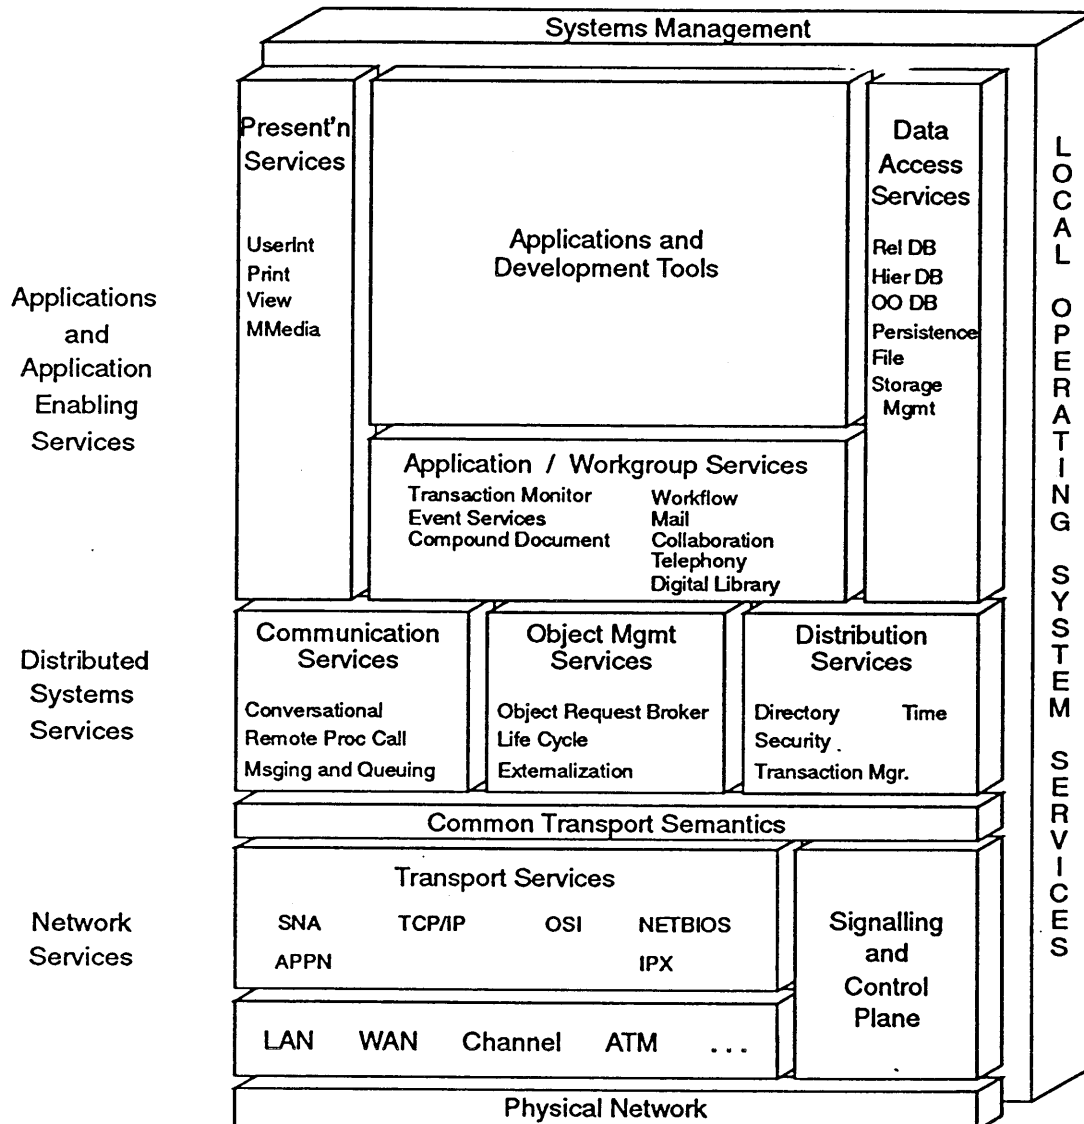 Systems Management
Present'n
Services
UserInt
Print
View
MMedia
Applications and
Development Tools
Data
Access
Services
Rel DB
Hier DB
OO DB
Persistence
File
Storage
Mgmt
LOCAL OPERATING SYSTEM SERVICES
Applications
and
Application
Enabling
Services
Application / Workgroup Services
Transaction Monitor
Event Services
Compound Document
Workflow
Mail
Collaboration
Telephony
Digital Library
Distributed
Systems
Services
Communication
Services
Conversational
Remote Proc Call
Msging and Queuing
Object Mgmt
Services
Object Request Broker
Life Cycle
Externalization
Distribution
Services
Directory Time
Security
Transaction Mgr.
Common Transport Semantics
Network
Services
Transport Services
SNA TCP/IP OSI NETBIOS
APPN IPX
Signalling
and
Control
Plane
LAN WAN Channel ATM ...
Physical Network